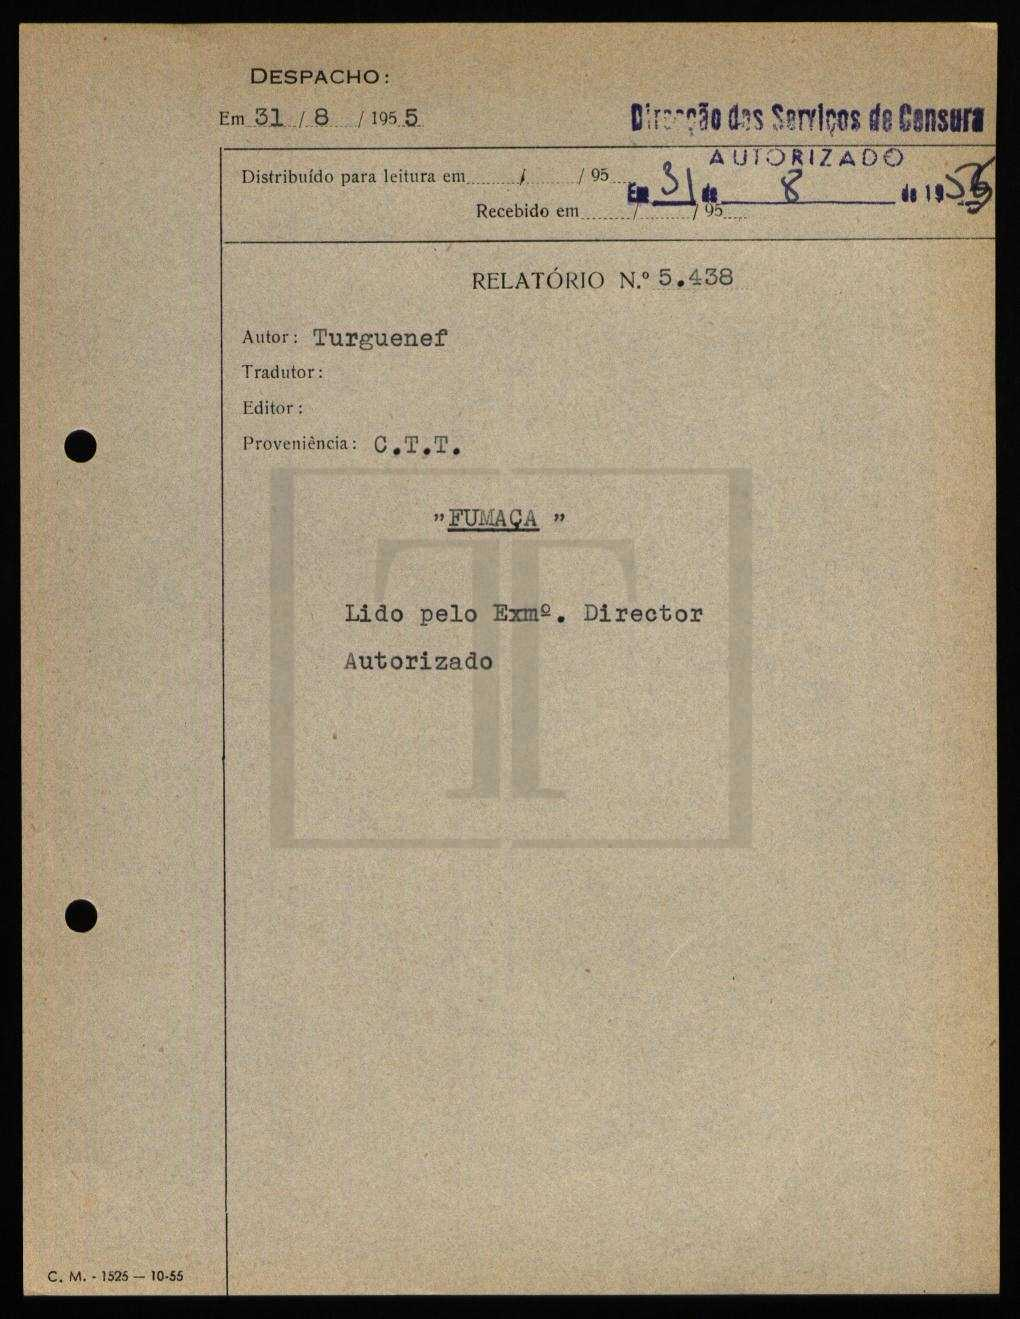 DESPACHO:
Em 31 / 8 / 1955
Direcção dos Serviços de Censura
AUTORIZADO
Em 31 de 8 de 195
Distribuído para leitura em / / 95
Recebido em / / 95
RELATÓRIO N.º 5.438
Autor: Turguenef
Tradutor:
Editor:
Proveniência: C.T.T.
"FUMAÇA"
Lido pelo Exmº. Director
Autorizado
C. M. - 1525 — 10-55